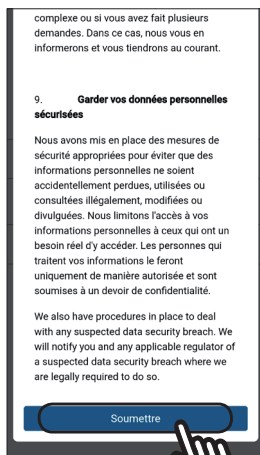 complexe ou si vous avez fait plusieurs
demandes. Dans ce cas, nous vous en
informerons et vous tiendrons au courant.
9. Garder vos données personnelles
sécurisées
Nous avons mis en place des mesures de
sécurité appropriées pour éviter que des
informations personnelles ne soient
accidentellement perdues, utilisées ou
consultées illégalement, modifiées ou
divulguées. Nous limitons l'accès à vos
informations personnelles à ceux qui ont un
besoin réel d'y accéder. Les personnes qui
traitent vos informations le feront
uniquement de manière autorisée et sont
soumises à un devoir de confidentialité.
We also have procedures in place to deal
with any suspected data security breach. We
will notify you and any applicable regulator of
a suspected data security breach where we
are legally required to do so.
Soumettre